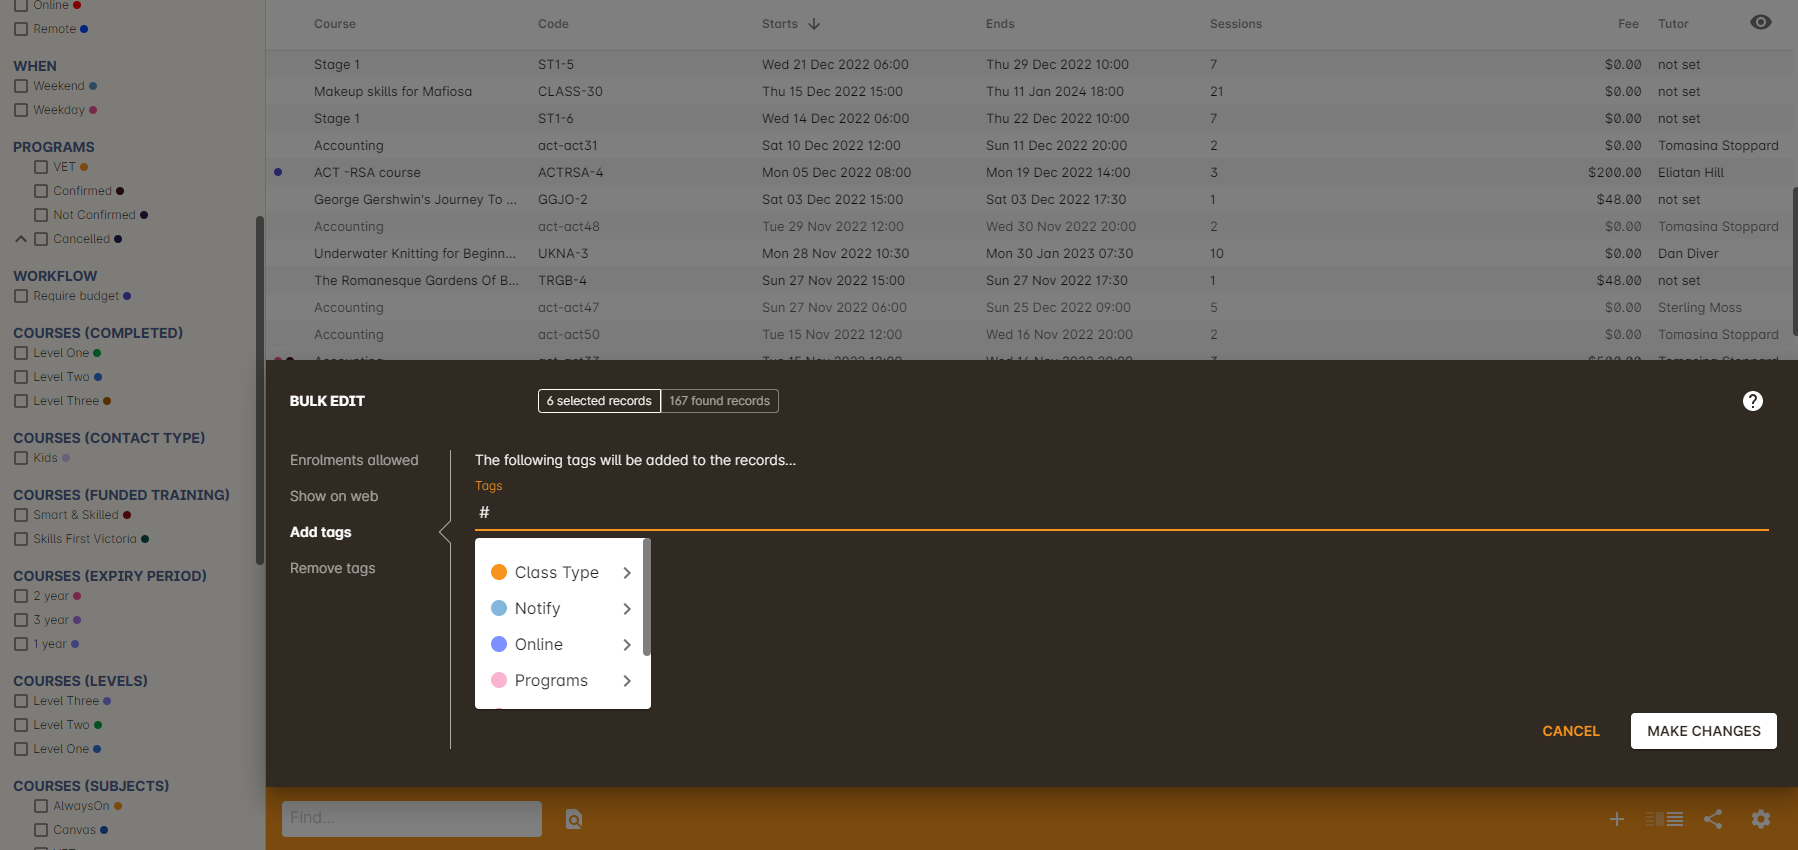 Online
Remote
WHEN
Weekend
Weekday
PROGRAMS
VET
Confirmed
Not Confirmed
Cancelled
WORKFLOW
Require budget
COURSES (COMPLETED)
Level One
Level Two
Level Three
COURSES (CONTACT TYPE)
Kids
COURSES (FUNDED TRAINING)
Smart & Skilled
Skills First Victoria
COURSES (EXPIRY PERIOD)
2 year
3 year
1 year
COURSES (LEVELS)
Level Three
Level Two
Level One
COURSES (SUBJECTS)
AlwaysOn
Canvas
Course Code Starts Ends Sessions Fee Tutor
Stage 1 ST1-5 Wed 21 Dec 2022 06:00 Thu 29 Dec 2022 10:00 7 $0.00 not set
Makeup skills for Mafiosa CLASS-30 Thu 15 Dec 2022 15:00 Thu 11 Jan 2024 18:00 21 $0.00 not set
Stage 1 ST1-6 Wed 14 Dec 2022 06:00 Thu 22 Dec 2022 10:00 7 $0.00 not set
Accounting act-act31 Sat 10 Dec 2022 12:00 Sun 11 Dec 2022 20:00 2 $0.00 Tomasina Stoppard
ACT -RSA course ACTRSA-4 Mon 05 Dec 2022 08:00 Mon 19 Dec 2022 14:00 3 $200.00 Eliatan Hill
George Gershwin's Journey To ... GGJO-2 Sat 03 Dec 2022 15:00 Sat 03 Dec 2022 17:30 1 $48.00 not set
Accounting act-act48 Tue 29 Nov 2022 12:00 Wed 30 Nov 2022 20:00 2 $0.00 Tomasina Stoppard
Underwater Knitting for Beginn... UKNA-3 Mon 28 Nov 2022 10:30 Mon 30 Jan 2023 07:30 10 $0.00 Dan Diver
The Romanesque Gardens Of B... TRGB-4 Sun 27 Nov 2022 15:00 Sun 27 Nov 2022 17:30 1 $48.00 not set
Accounting act-act47 Sun 27 Nov 2022 06:00 Sun 25 Dec 2022 09:00 5 $0.00 Sterling Moss
Accounting act-act50 Tue 15 Nov 2022 12:00 Wed 16 Nov 2022 20:00 2 $0.00 Tomasina Stoppard
BULK EDIT 6 selected records 167 found records ?
Enrolments allowed
Show on web
Add tags
Remove tags
The following tags will be added to the records...
Tags
#
Class Type
Notify
Online
Programs
CANCEL MAKE CHANGES
Find...